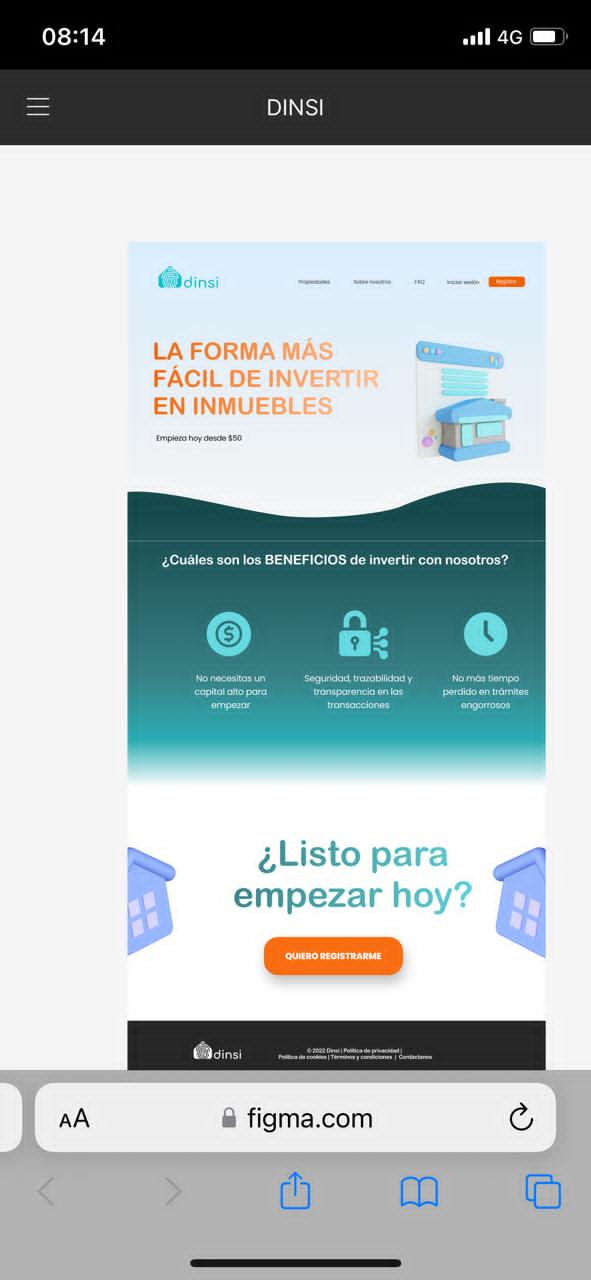 08:14
4G
DINSI
dinsi
Propiedades Sobre nosotros FAQ Iniciar sesión Registro
LA FORMA MÁS
FÁCIL DE INVERTIR
EN INMUEBLES
Empieza hoy desde $50
¿Cuáles son los BENEFICIOS de invertir con nosotros?
No necesitas un
capital alto para
empezar
Seguridad, trazabilidad y
transparencia en las
transacciones
No más tiempo
perdido en trámites
engorrosos
¿Listo para
empezar hoy?
QUIERO REGISTRARME
dinsi
© 2022 Dinsi | Política de privacidad |
Política de cookies | Términos y condiciones | Contáctanos
AA
figma.com